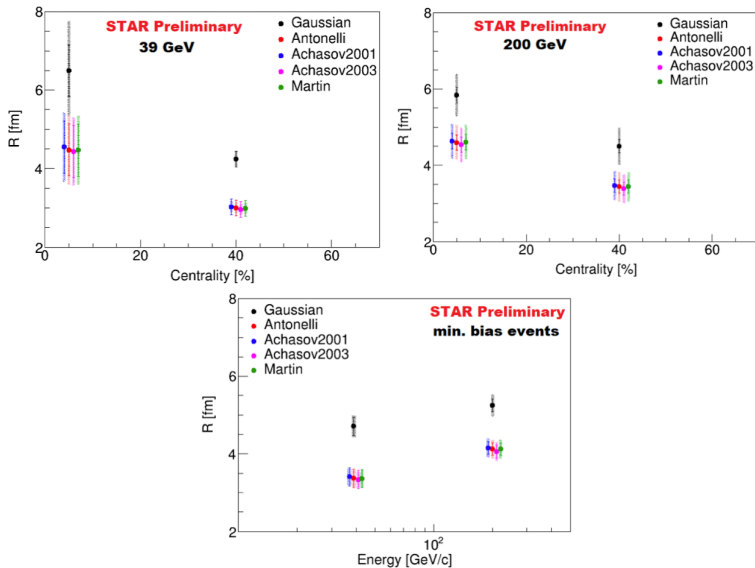 STAR Preliminary
39 GeV
Gaussian
Antonelli
Achasov2001
Achasov2003
Martin
R [fm]
8
6
4
2
0
20
40
60
Centrality [%]
STAR Preliminary
200 GeV
Gaussian
Antonelli
Achasov2001
Achasov2003
Martin
R [fm]
8
6
4
2
0
20
40
60
Centrality [%]
Gaussian
Antonelli
Achasov2001
Achasov2003
Martin
STAR Preliminary
min. bias events
R [fm]
8
6
4
2
10²
Energy [GeV/c]